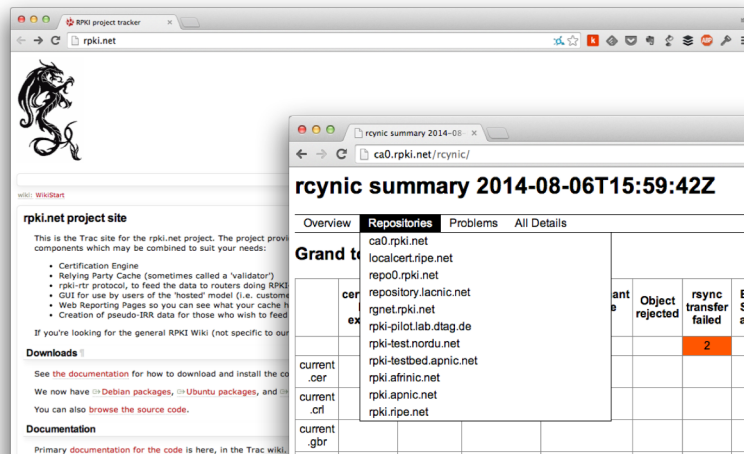 RPKI project tracker
rpki.net
wiki: WikiStart
rpki.net project site
This is the Trac site for the rpki.net project. The project provi
components which may be combined to suit your needs:
Certification Engine
Relying Party Cache (sometimes called a 'validator')
rpki-rtr protocol, to feed the data to routers doing RPKI
GUI for use by users of the 'hosted' model (i.e. custome
Web Reporting Pages so you can see what your cache h
Creation of pseudo-IRR data for those who wish to feed
If you're looking for the general RPKI Wiki (not specific to our
Downloads ¶
See the documentation for how to download and install the co
We now have Debian packages, Ubuntu packages, and
You can also browse the source code.
Documentation
Primary documentation for the code is here, in the Trac wiki.
rcynic summary 2014-08-
ca0.rpki.net/rcynic/
rcynic summary 2014-08-06T15:59:42Z
Overview Repositories Problems All Details
ca0.rpki.net
localcert.ripe.net
repo0.rpki.net
repository.lacnic.net
rgnet.rpki.net
rpki-pilot.lab.dtag.de
rpki-test.nordu.net
rpki-testbed.apnic.net
rpki.afrinic.net
rpki.apnic.net
rpki.ripe.net
Grand to
Object
rejected
rsync
transfer
failed
2
current
.cer
current
.crl
current
.gbr